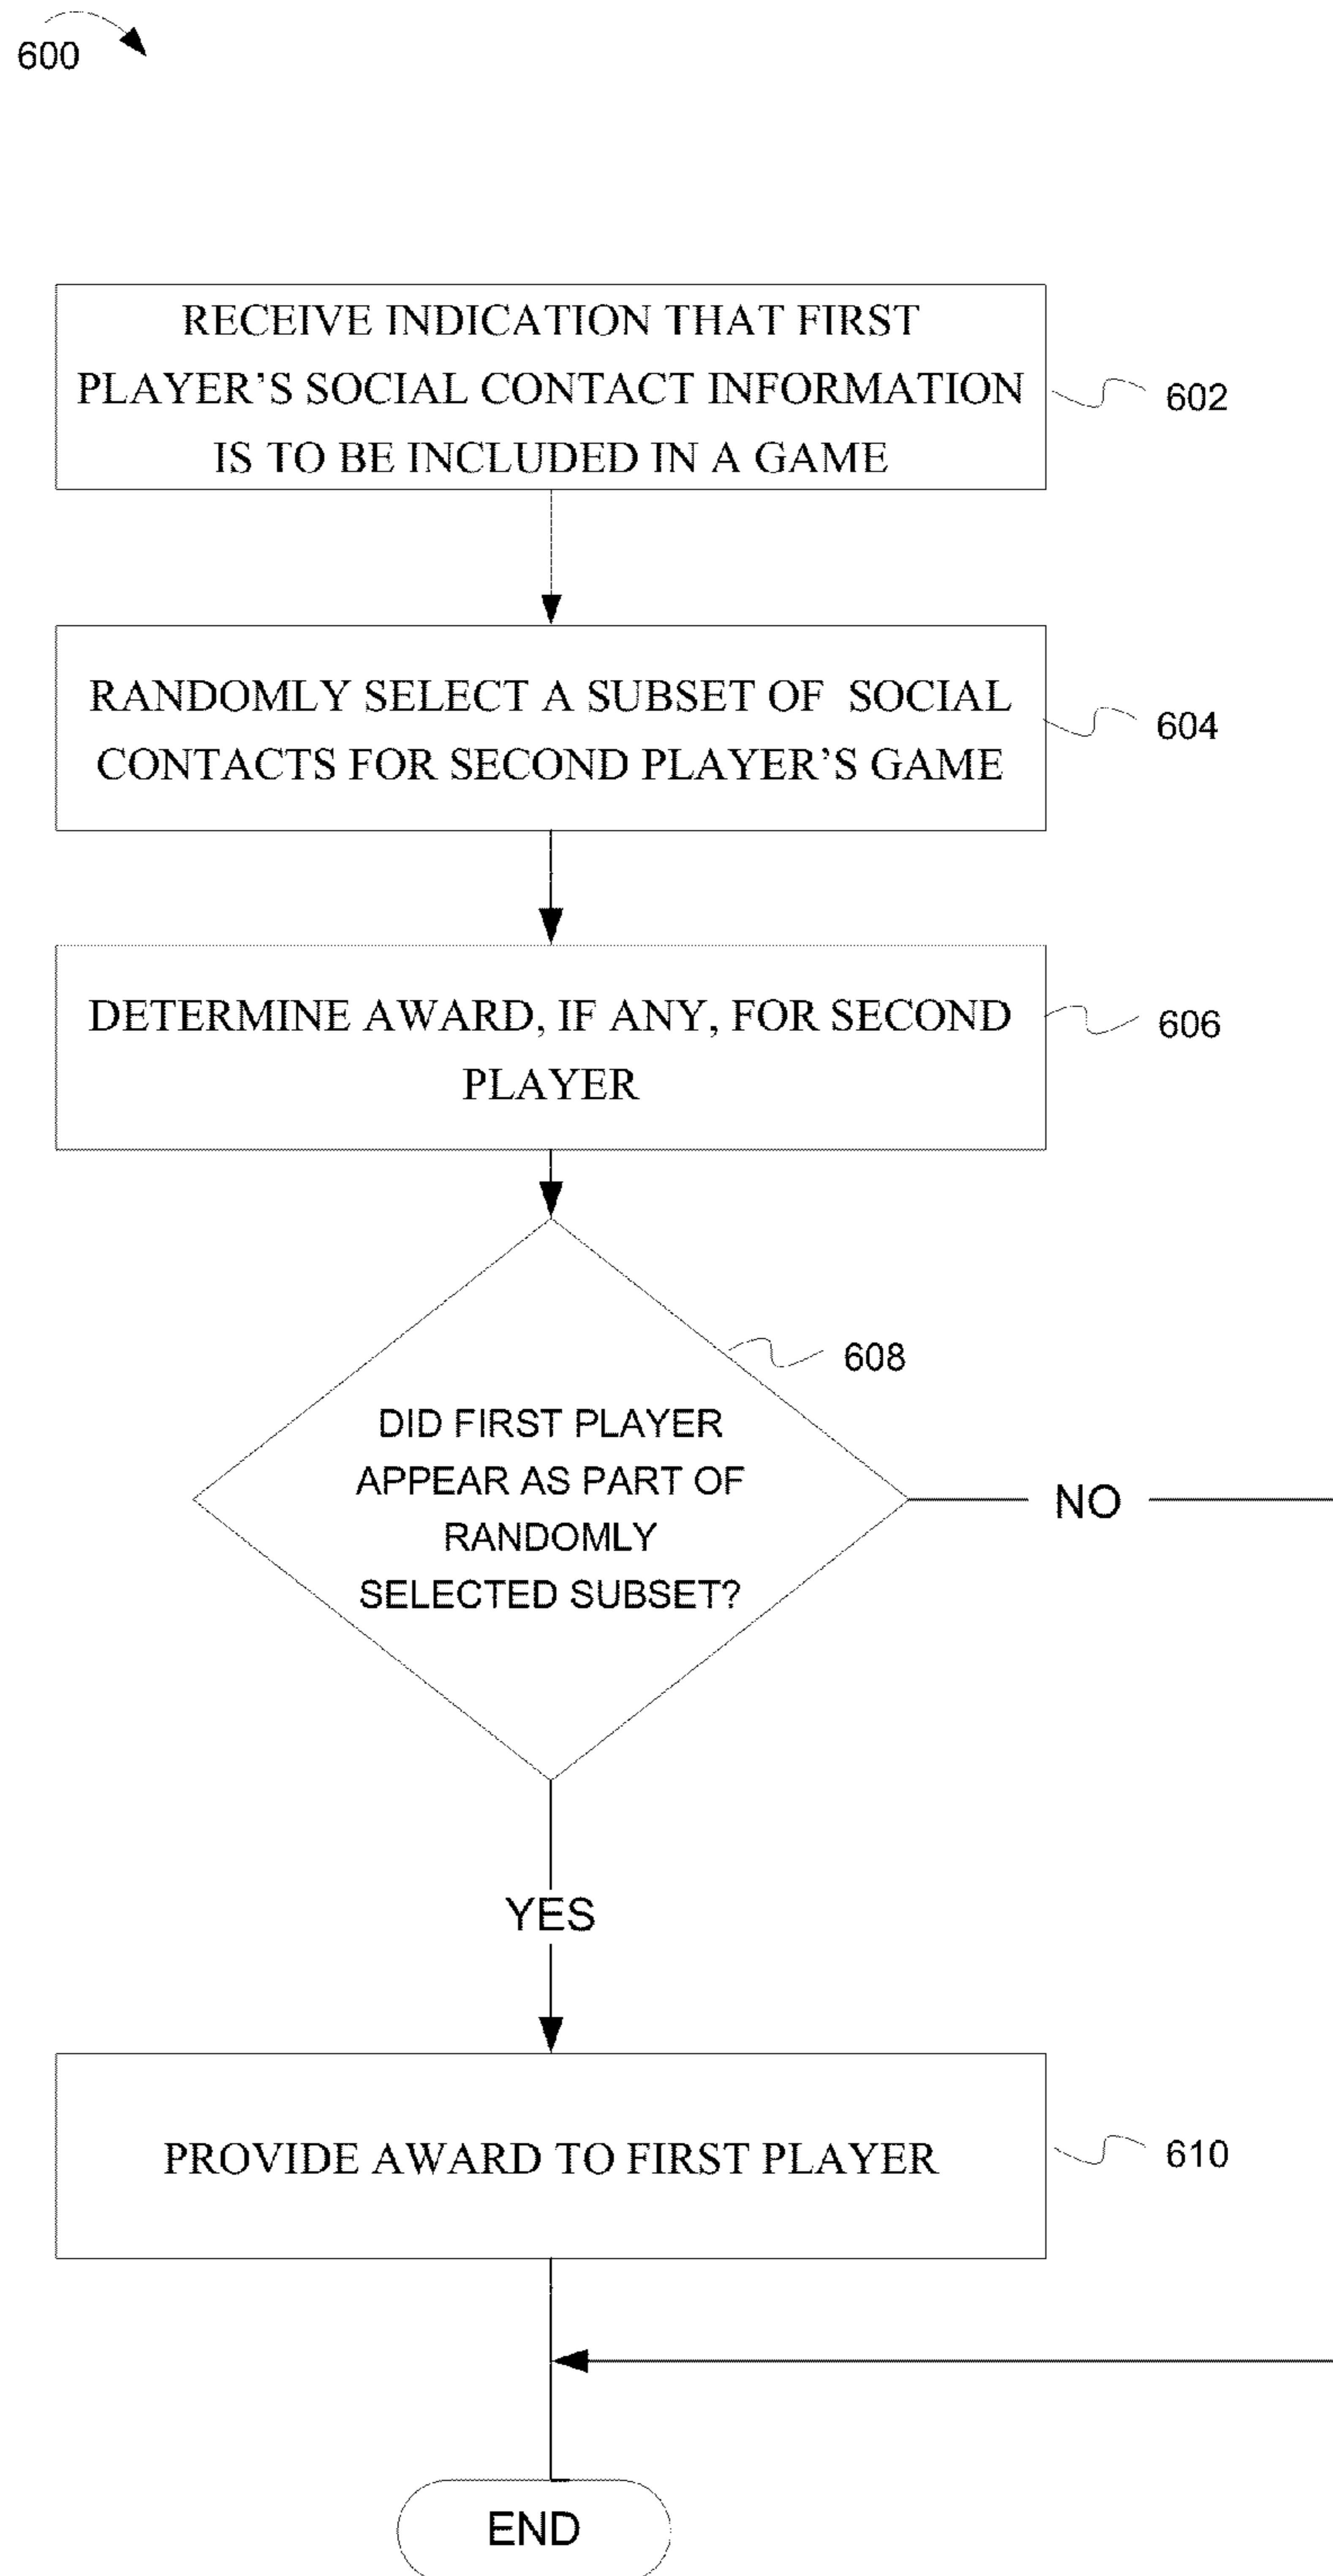 600
RECEIVE INDICATION THAT FIRST
PLAYER'S SOCIAL CONTACT INFORMATION
IS TO BE INCLUDED IN A GAME
602
RANDOMLY SELECT A SUBSET OF SOCIAL
CONTACTS FOR SECOND PLAYER'S GAME
604
DETERMINE AWARD, IF ANY, FOR SECOND
PLAYER
606
608
DID FIRST PLAYER
APPEAR AS PART OF
RANDOMLY
SELECTED SUBSET?
NO
YES
PROVIDE AWARD TO FIRST PLAYER
610
END